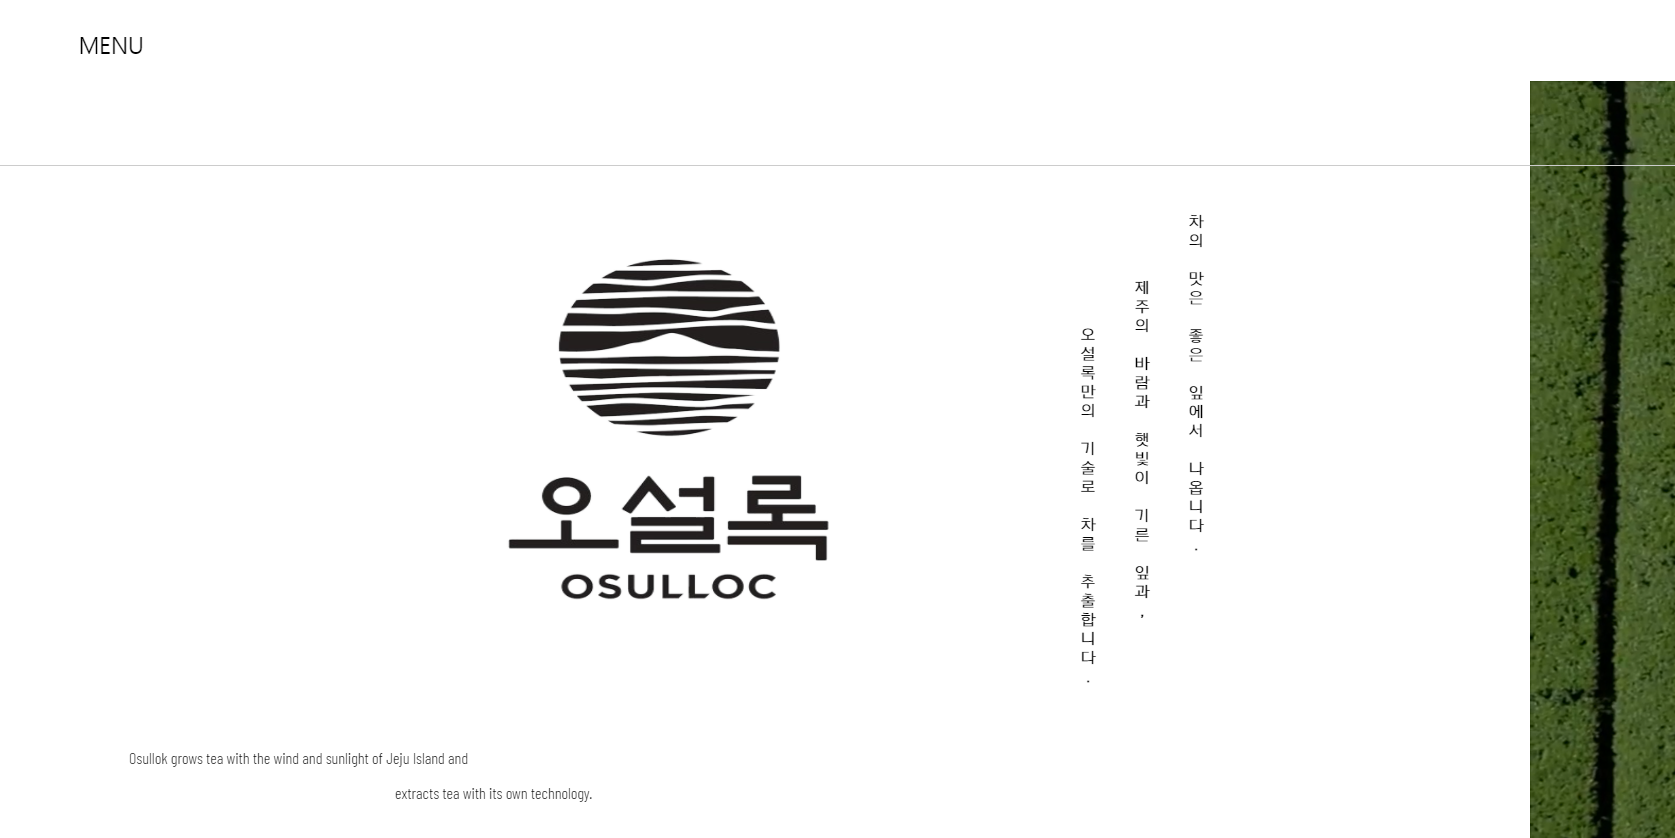 MENU
오설록
OSULLOC
차의 맛은 좋은 잎에서 나옵니다.
제주의 바람과 햇빛이 기른 잎과,
오설록만의 기술로 차를 추출합니다.
Osullok grows tea with the wind and sunlight of Jeju Island and
extracts tea with its own technology.